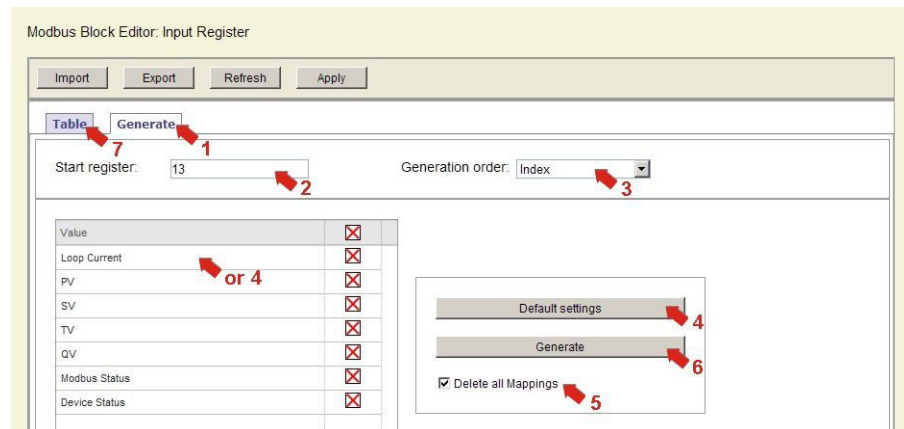 Modbus Block Editor: Input Register
Import Export Refresh Apply
Table Generate
7 1
Start register: 13 Generation order: Index
2 3
Value
Loop Current
or 4
PV
SV
Default settings
4
TV
Generate
QV
6
Modbus Status
Delete all Mappings
5
Device Status